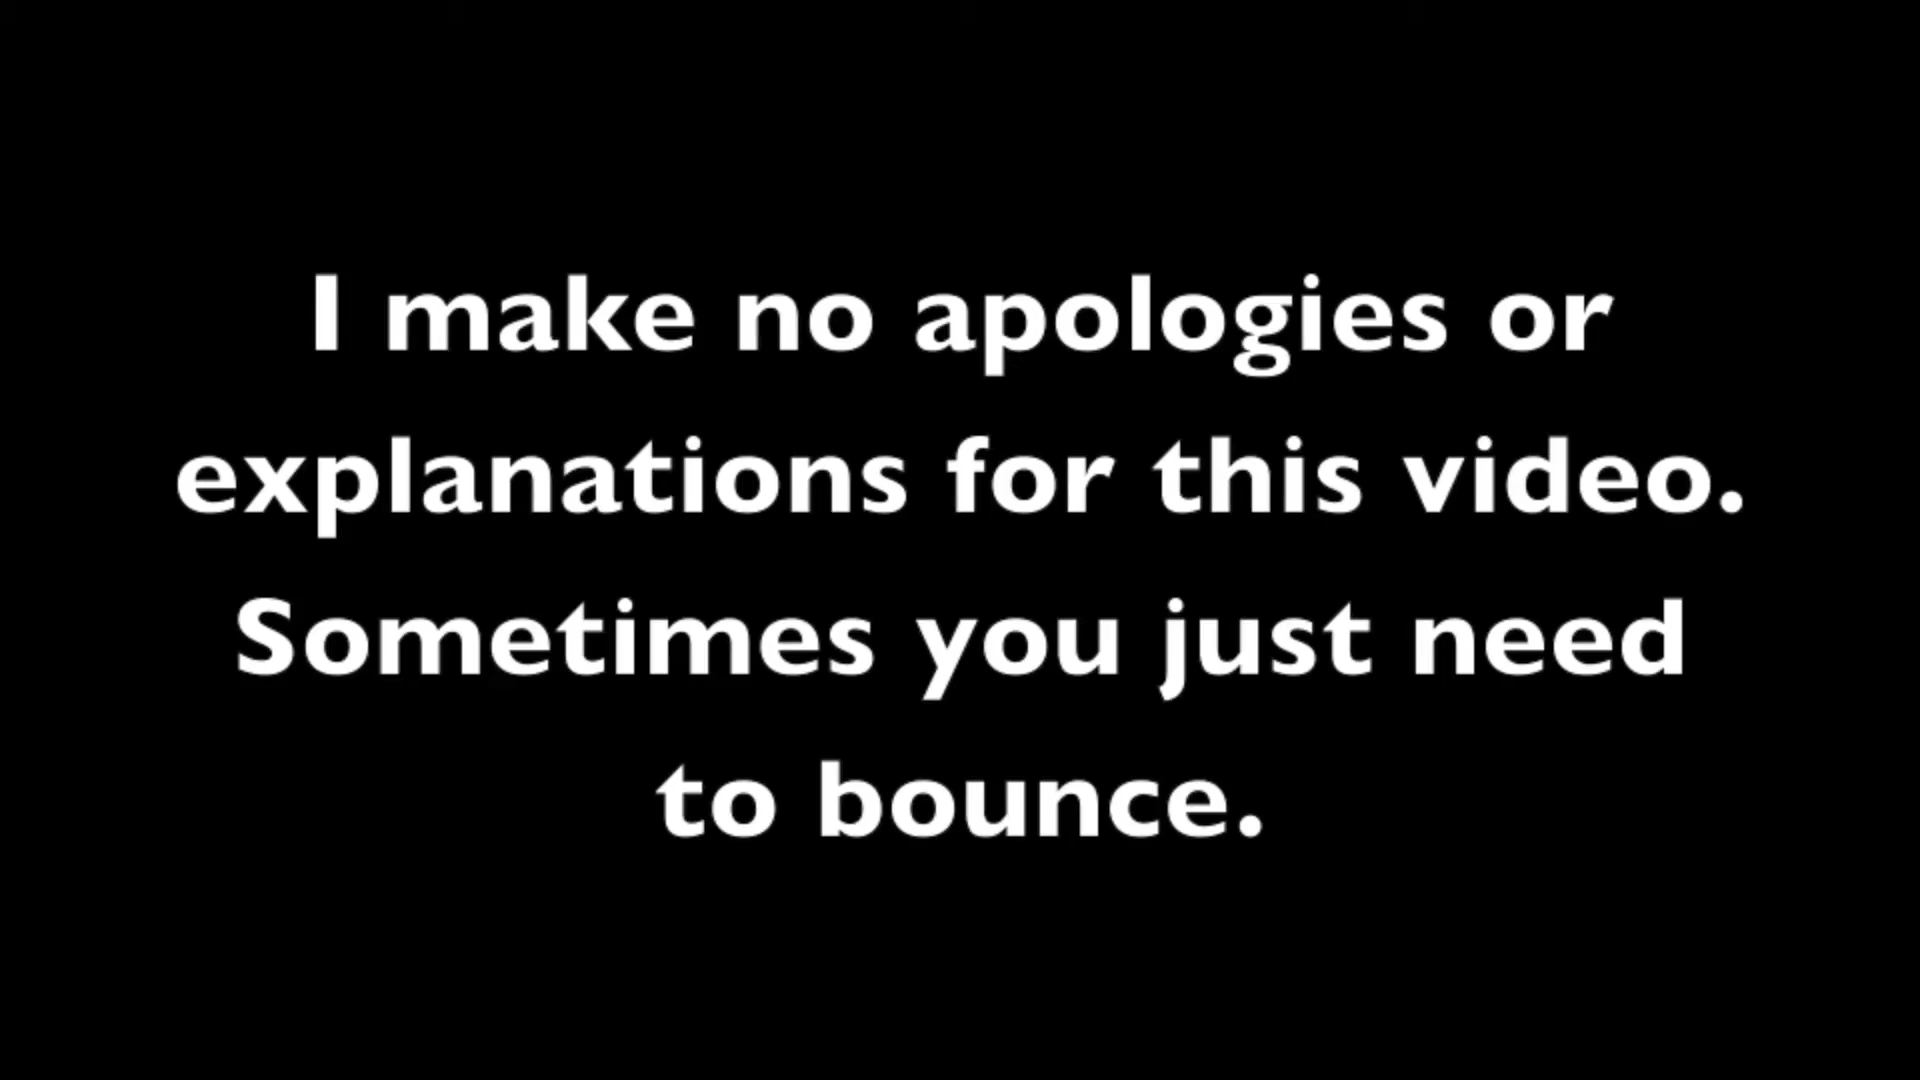 I make no apologies or
explanations for this video.
Sometimes you just need
to bounce.